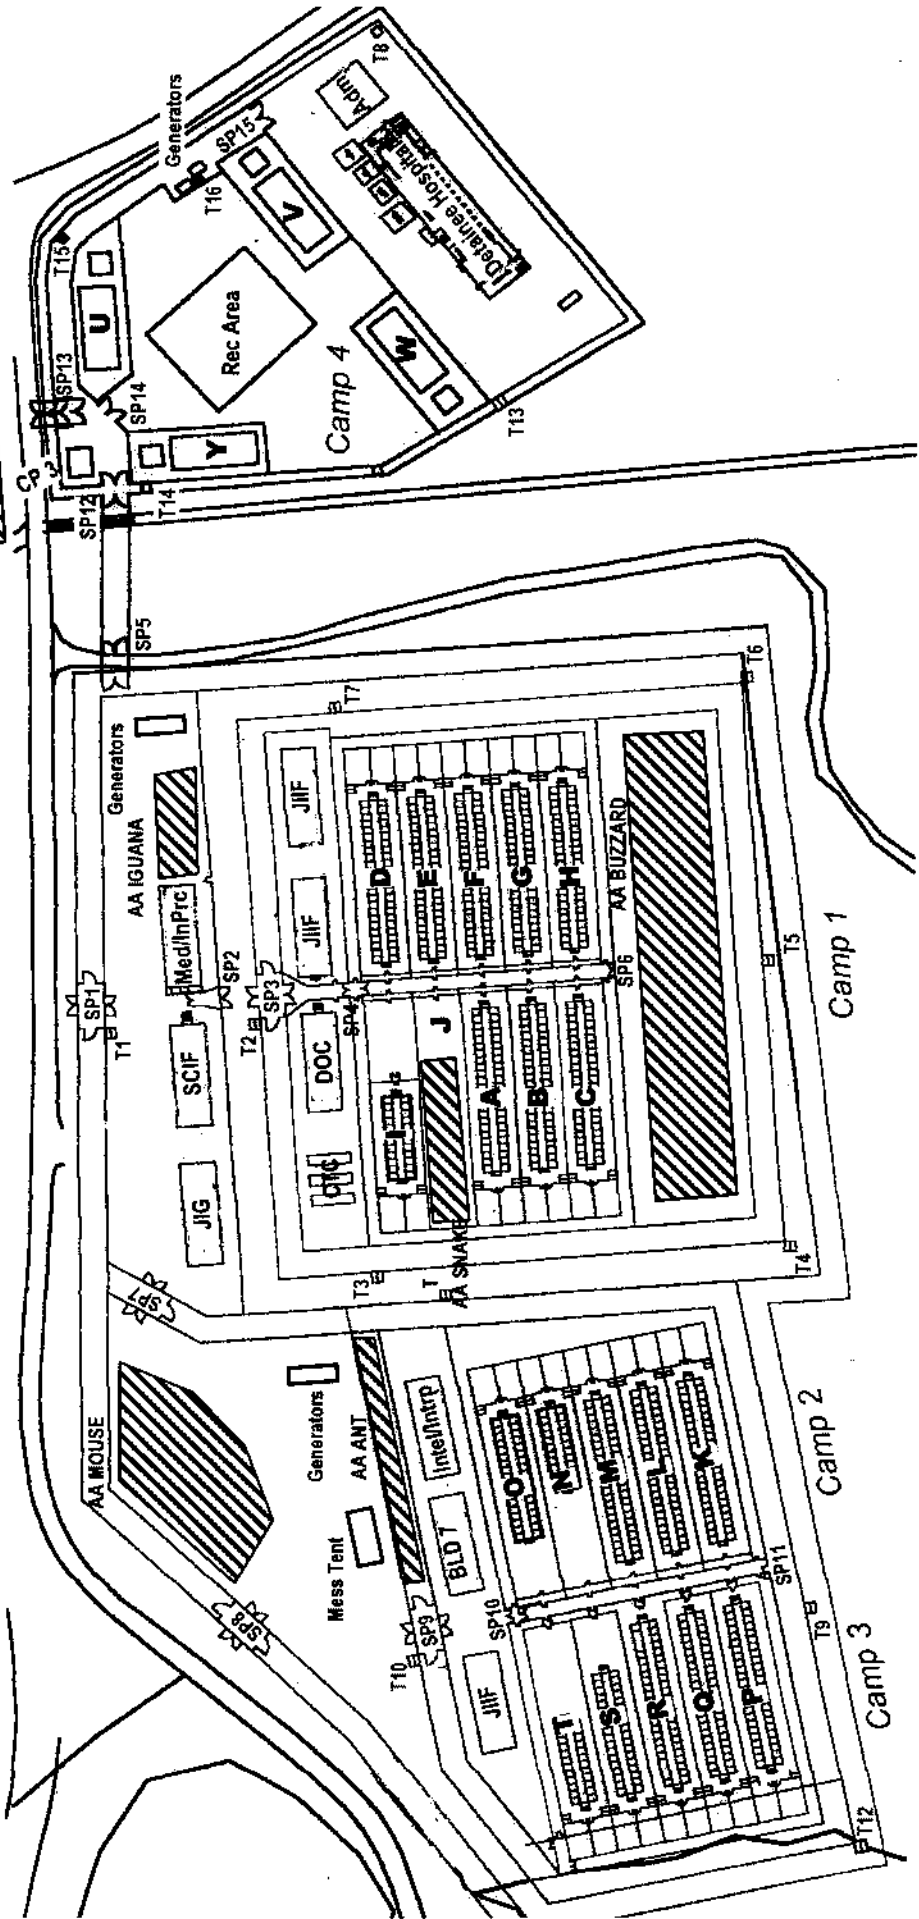 T8
Generators
Adm
SP15
T16
Detainee Hospital
V
T15
U
Rec Area
W
SP13
SP14
Camp 4
T13
Y
CP 3
SP12
T14
SP5
T6
T7
Generators
JIIF
AA IGUANA
D
E
F
G
H
AA BUZZARD
Med/InPrc
JIIF
SP2
SP1
SP3
SP4
SP6
T5
Camp 1
T1
T2
SCIF
DOC
J
I
A
B
C
CTC
JIG
T3
T
AA SNAKE
T4
SP7
AA MOUSE
Generators
AA ANT
Intel/Intrp
O
N
M
L
K
Camp 2
Mess Tent
BLD 7
SP8
T10
SP9
SP10
SP11
T9
JIIF
T
S
R
Q
P
Camp 3
T12